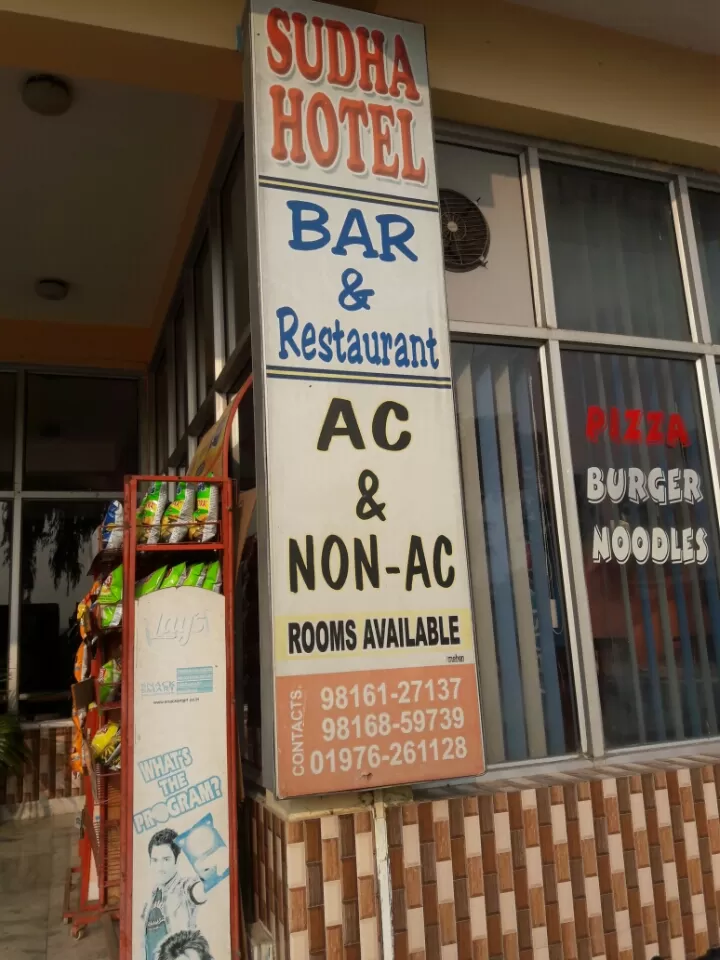 SUDHA
HOTEL
BAR
&
Restaurant
AC
&
NON-AC
ROOMS AVAILABLE
CONTACTS:
98161-27137
98168-59739
01976-261128
PIZZA
BURGER
NOODLES
Lay's
WHAT'S
THE
PROGRAM?